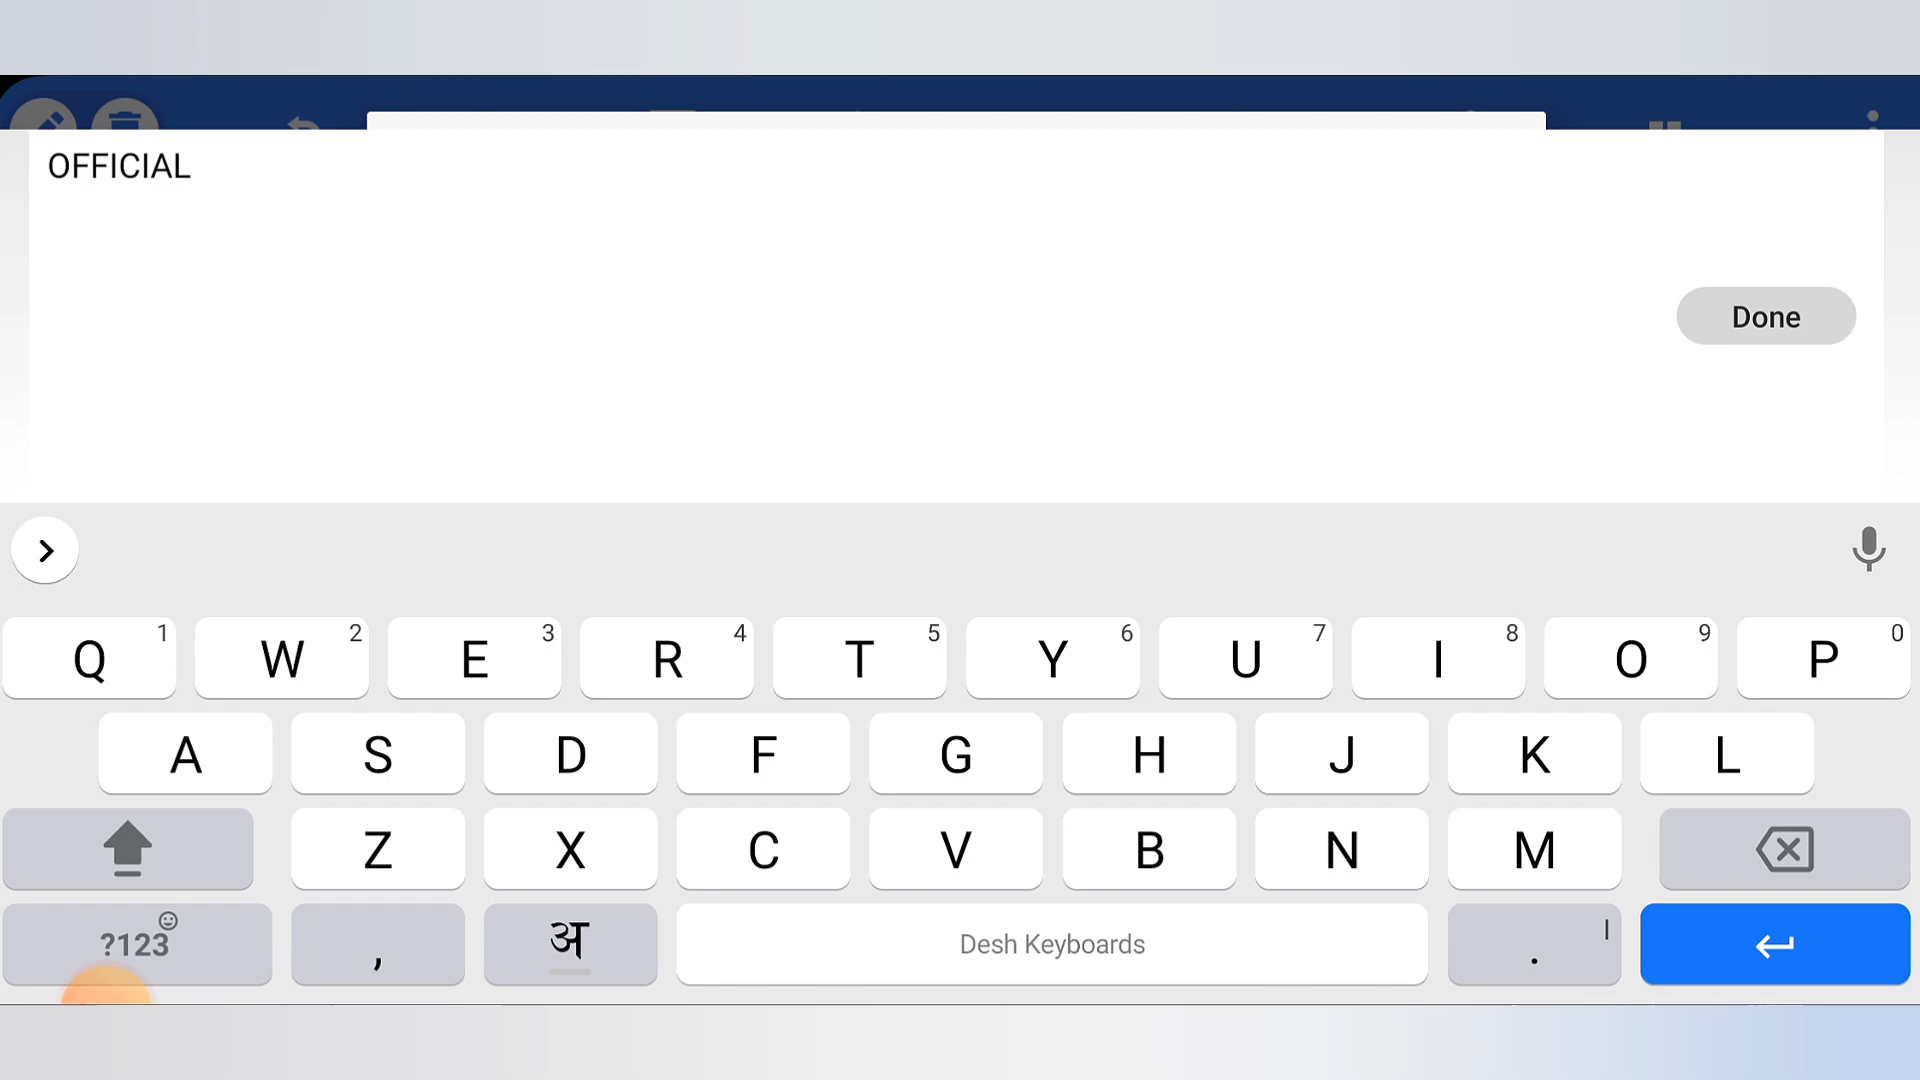 OFFICIAL
Done
Q 1 W 2 E 3 R 4 T 5 Y 6 U 7 I 8 O 9 P 0
A S D F G H J K L
Z X C V B N M
?123 , अ Desh Keyboards . |